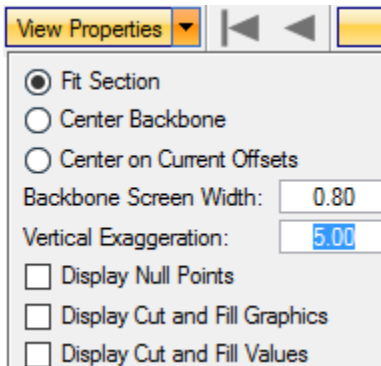 View Properties
Fit Section
Center Backbone
Center on Current Offsets
Backbone Screen Width: 0.80
Vertical Exaggeration: 5.00
Display Null Points
Display Cut and Fill Graphics
Display Cut and Fill Values